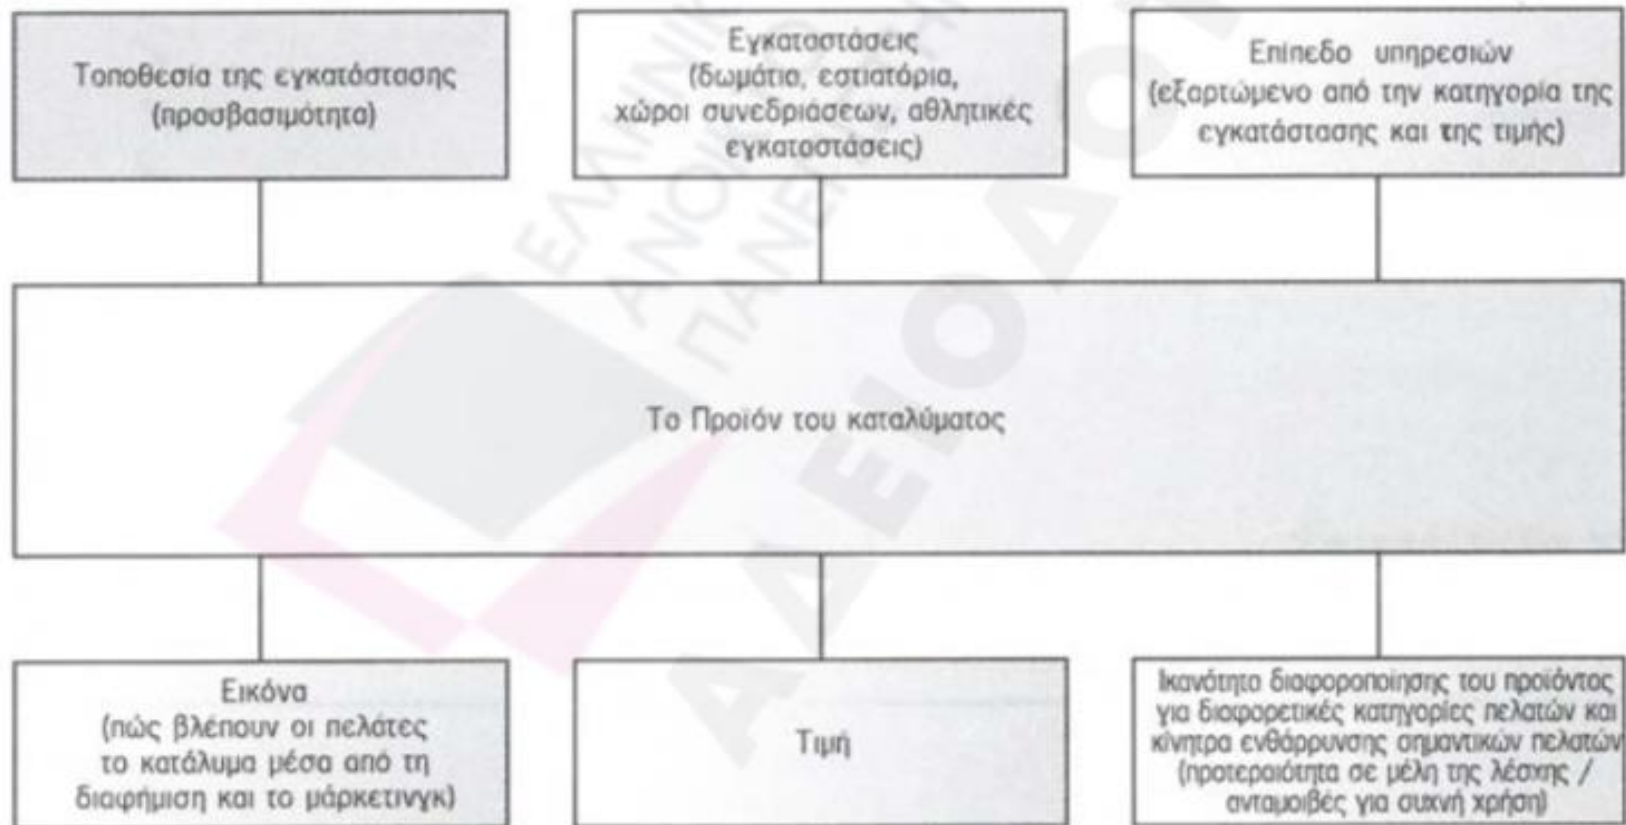 Τοποθεσία της εγκατάστασης
(προσβασιμότητα)
Εγκαταστάσεις
(δωμάτια, εστιατόρια,
χώροι συνεδριάσεων, αθλητικές
εγκαταστάσεις)
Επίπεδο υπηρεσιών
(εξαρτώμενο από την κατηγορία της
εγκατάστασης και της τιμής)
Το Προϊόν του καταλύματος
Εικόνα
(πώς βλέπουν οι πελάτες
το κατάλυμα μέσα από τη
διαφήμιση και το μάρκετινγκ)
Τιμή
Ικανότητα διαφοροποίησης του προϊόντος
για διαφορετικές κατηγορίες πελατών και
κίνητρα ενθάρρυνσης σημαντικών πελατών
(προτεραιότητα σε μέλη της λέσχης /
ανταμοιβές για συχνή χρήση)